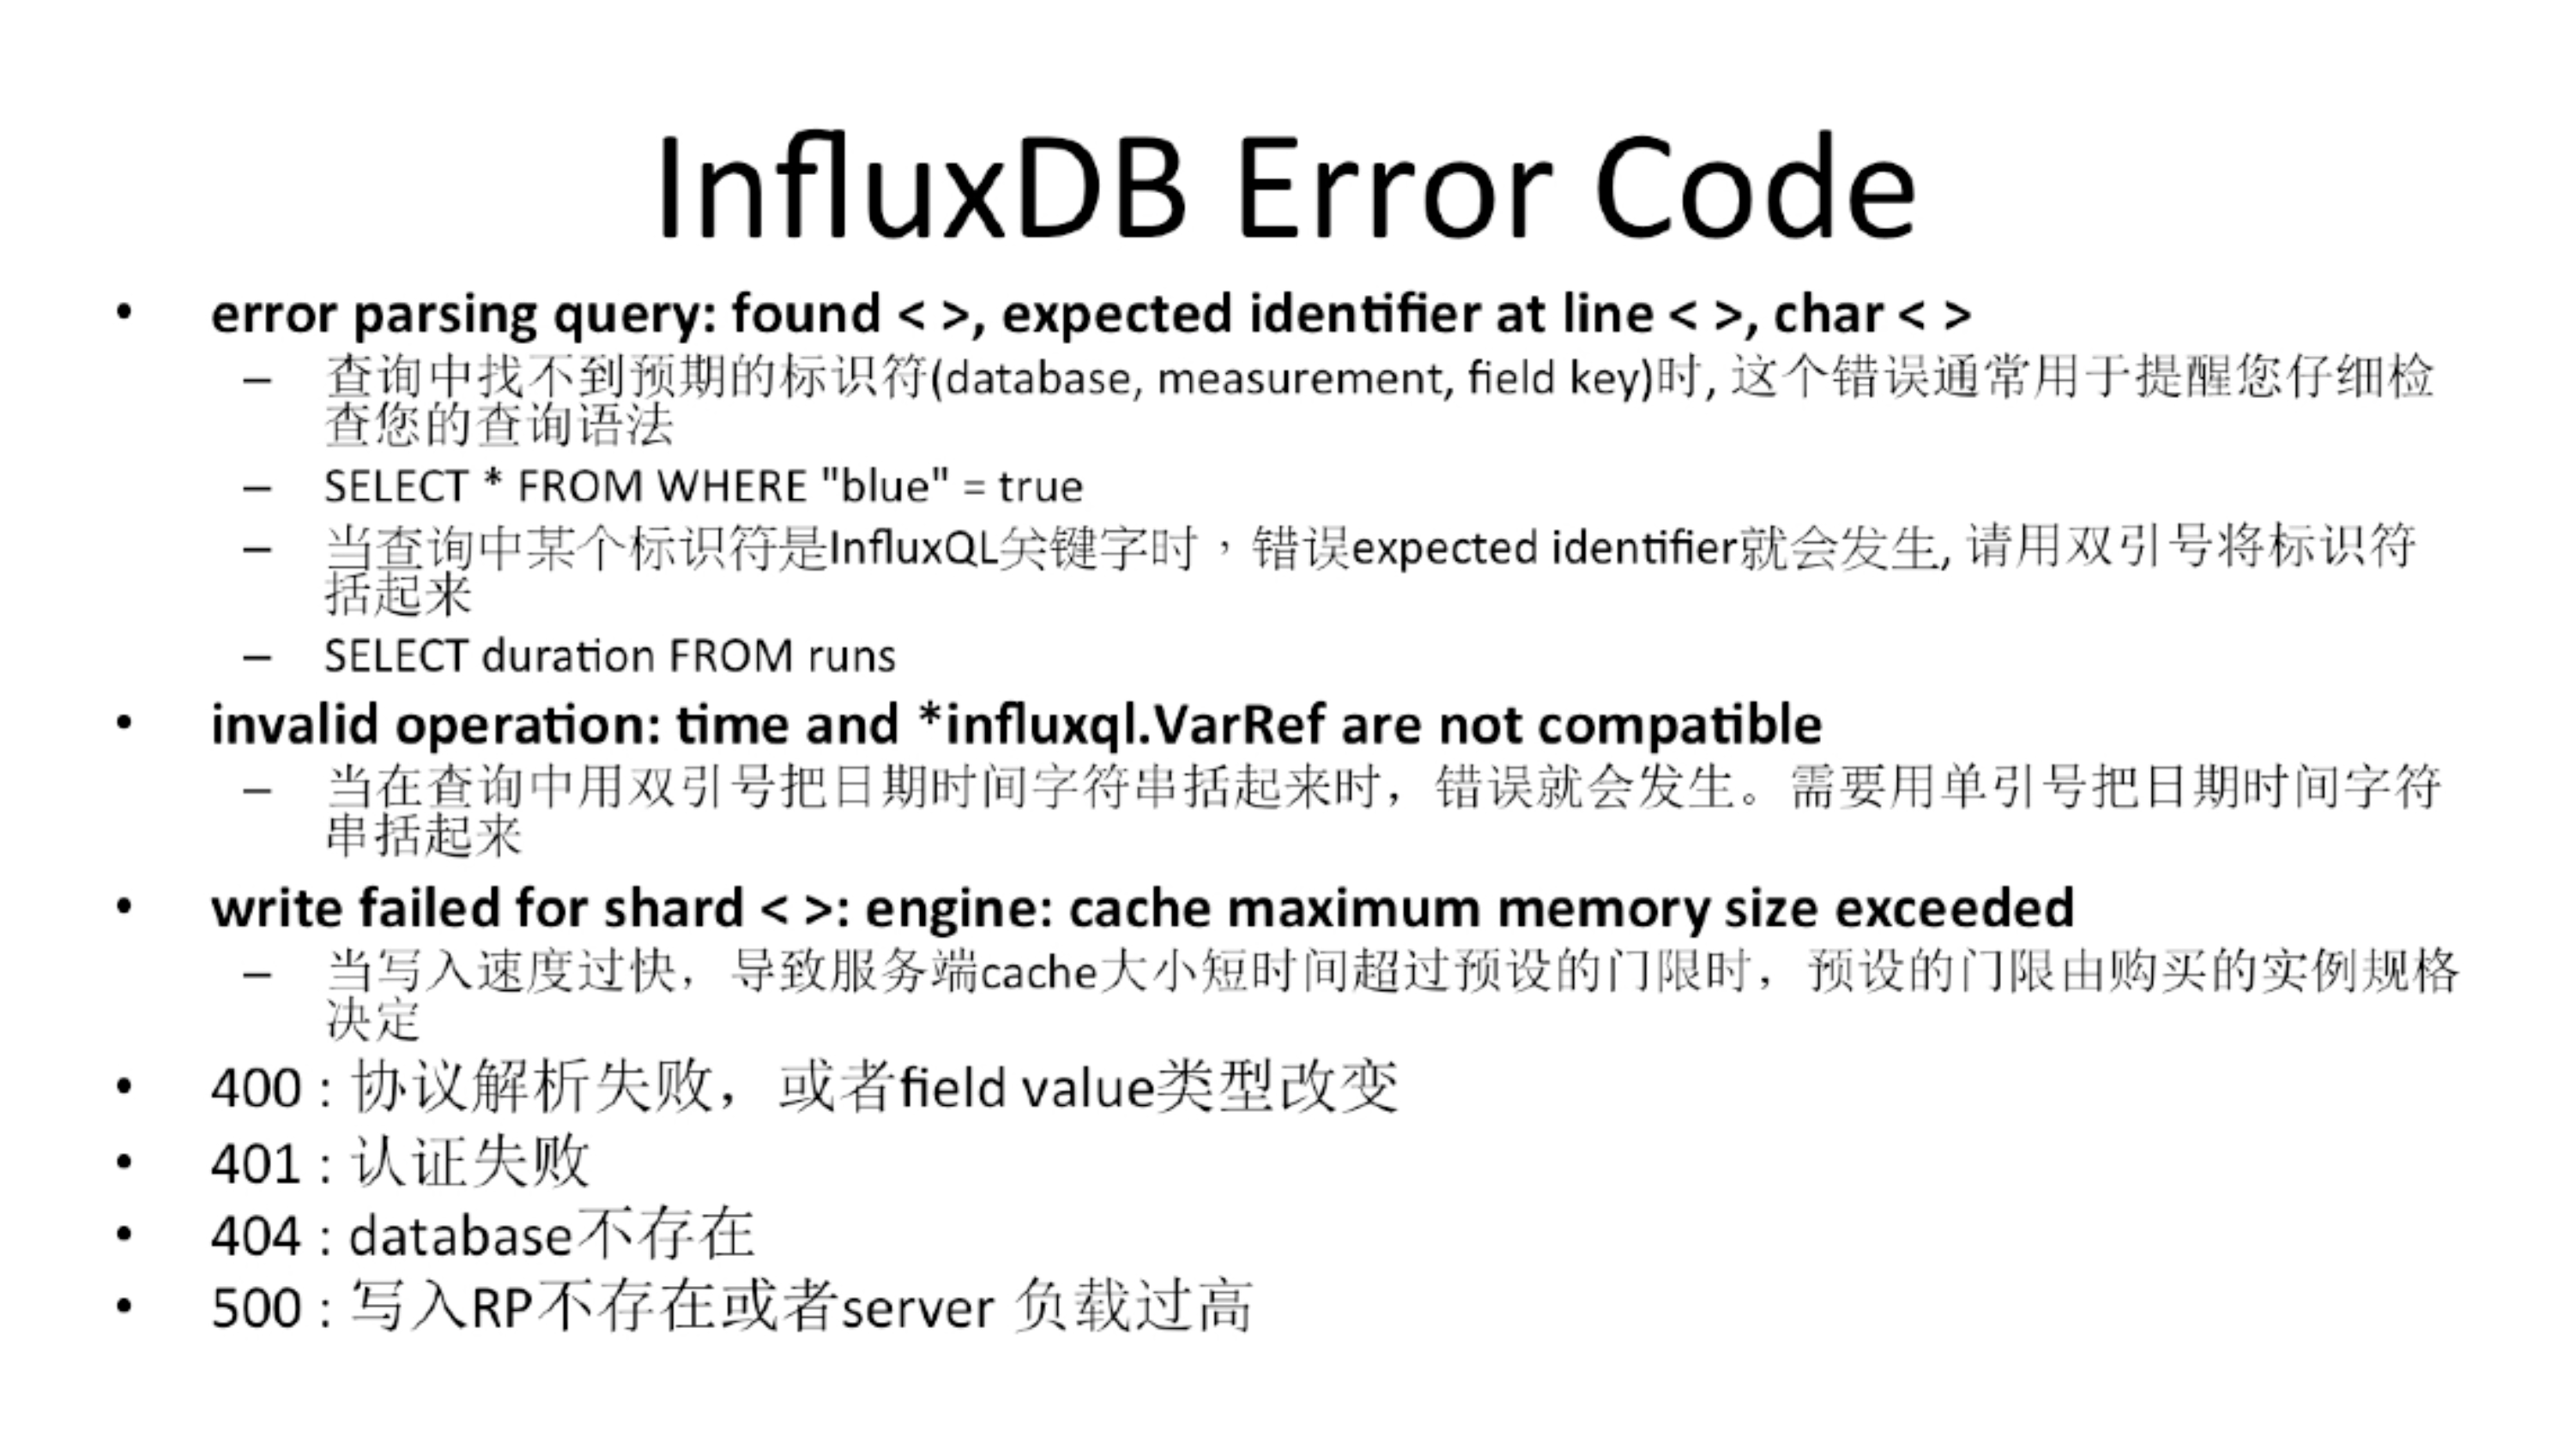 InfluxDB Error Code
• error parsing query: found < >, expected identifier at line < >, char < >
– 查询中找不到预期的标识符(database, measurement, field key)时, 这个错误通常用于提醒您仔细检
查您的查询语法
– SELECT * FROM WHERE "blue" = true
– 当查询中某个标识符是InfluxQL关键字时，错误expected identifier就会发生, 请用双引号将标识符
括起来
– SELECT duration FROM runs
• invalid operation: time and *influxql.VarRef are not compatible
– 当在查询中用双引号把日期时间字符串括起来时，错误就会发生。需要用单引号把日期时间字符
串括起来
• write failed for shard < >: engine: cache maximum memory size exceeded
– 当写入速度过快，导致服务端cache大小短时间超过预设的门限时，预设的门限由购买的实例规格
决定
• 400 : 协议解析失败，或者field value类型改变
• 401 : 认证失败
• 404 : database不存在
• 500 : 写入RP不存在或者server 负载过高